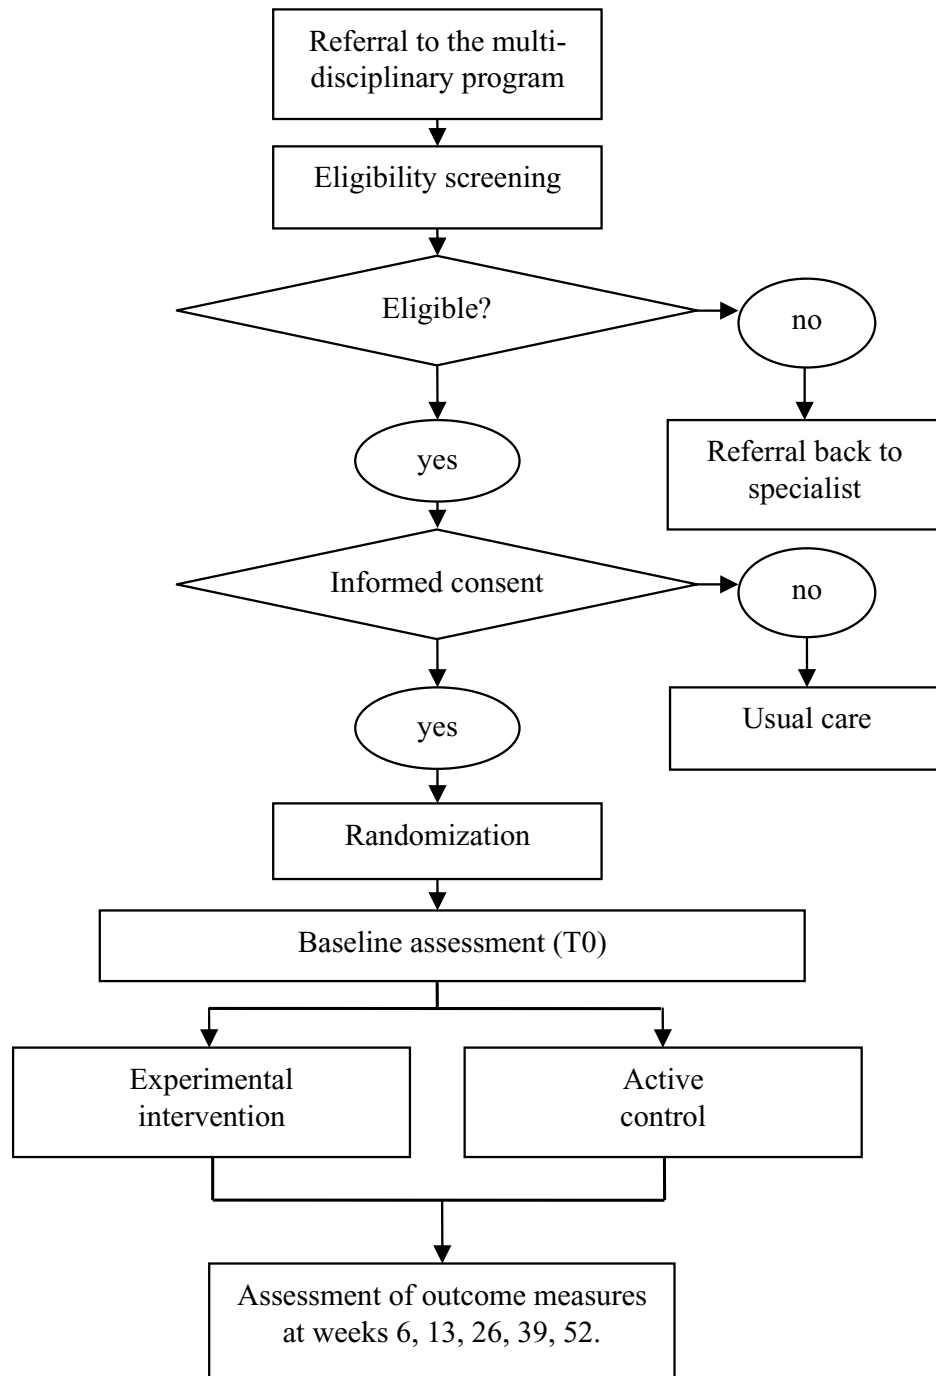 Referral to the multi-
disciplinary program
Eligibility screening
Eligible?
no
yes
Referral back to
specialist
Informed consent
no
yes
Usual care
Randomization
Baseline assessment (T0)
Experimental
intervention
Active
control
Assessment of outcome measures
at weeks 6, 13, 26, 39, 52.